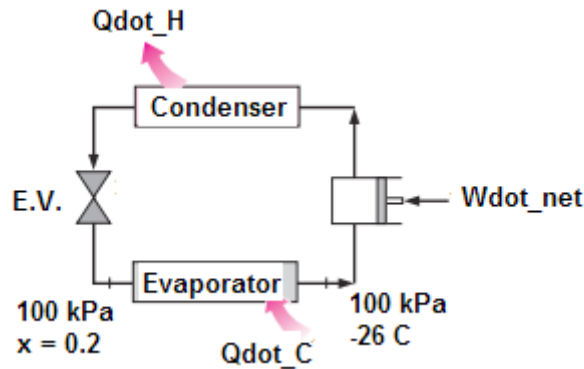 Qdot_H
Condenser
E.V.
Wdot_net
Evaporator
100 kPa
x = 0.2
100 kPa
-26 C
Qdot_C